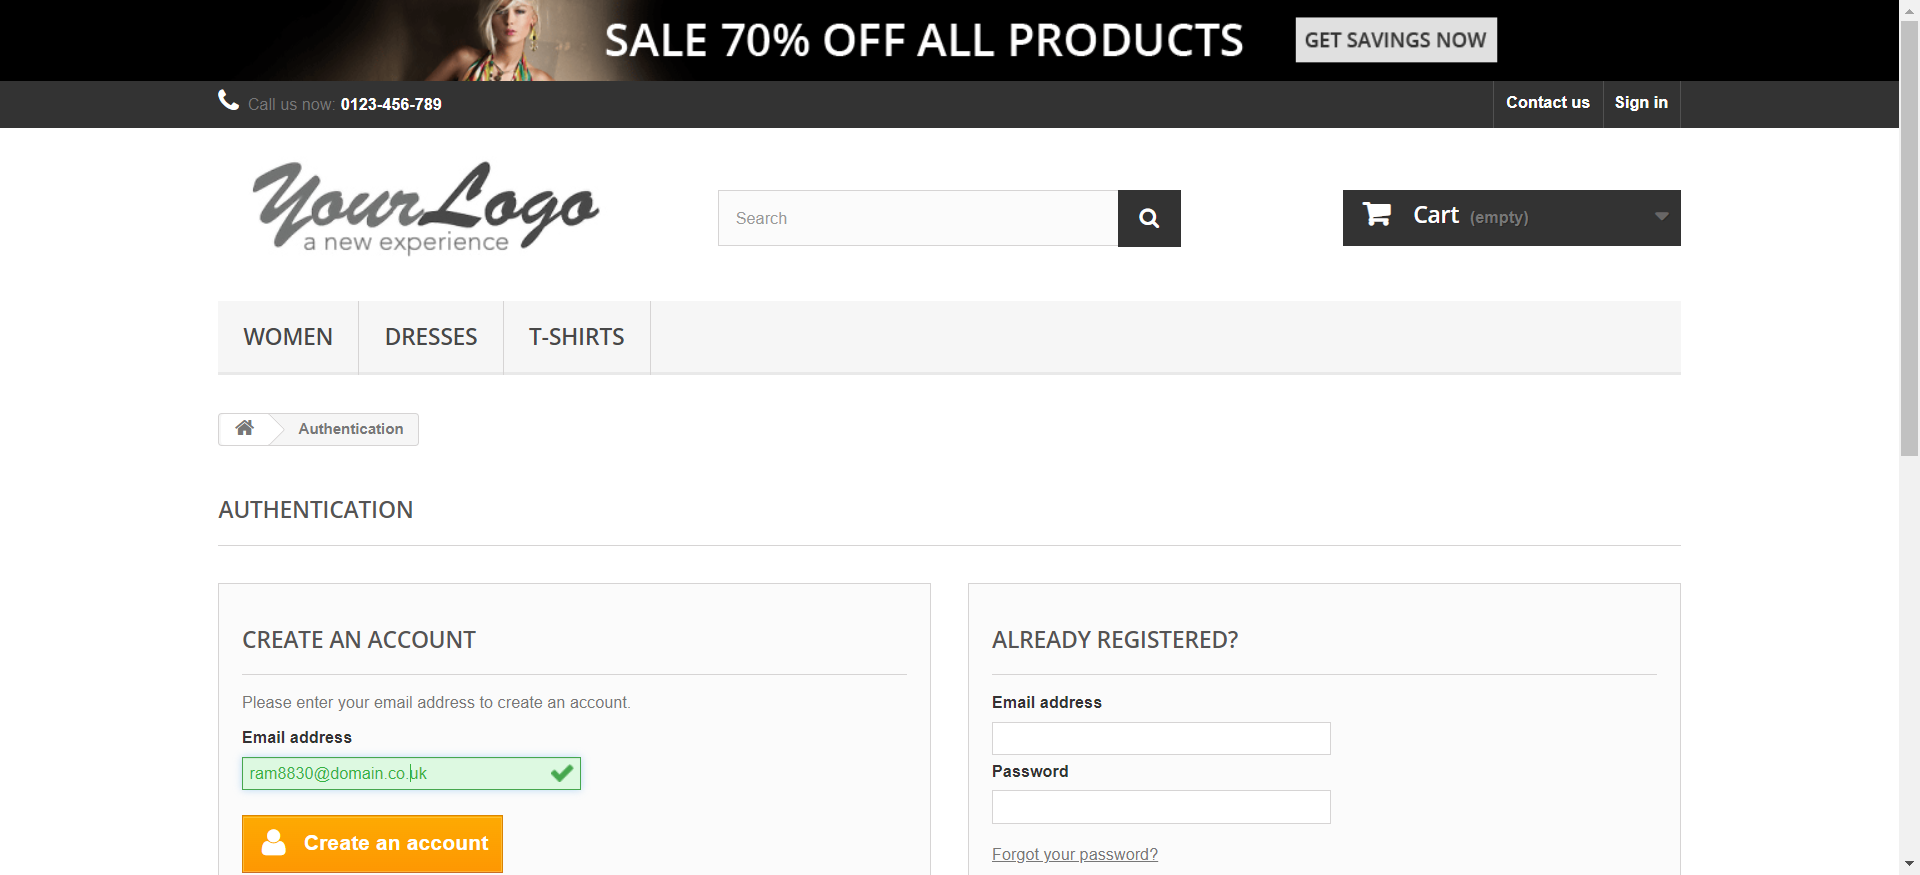 SALE 70% OFF ALL PRODUCTS
GET SAVINGS NOW
Call us now: 0123-456-789
Contact us
Sign in
YourLogo
a new experience
Search
Cart (empty)
WOMEN
DRESSES
T-SHIRTS
Authentication
AUTHENTICATION
CREATE AN ACCOUNT
Please enter your email address to create an account.
Email address
ram8830@domain.co.uk
Create an account
ALREADY REGISTERED?
Email address
Password
Forgot your password?